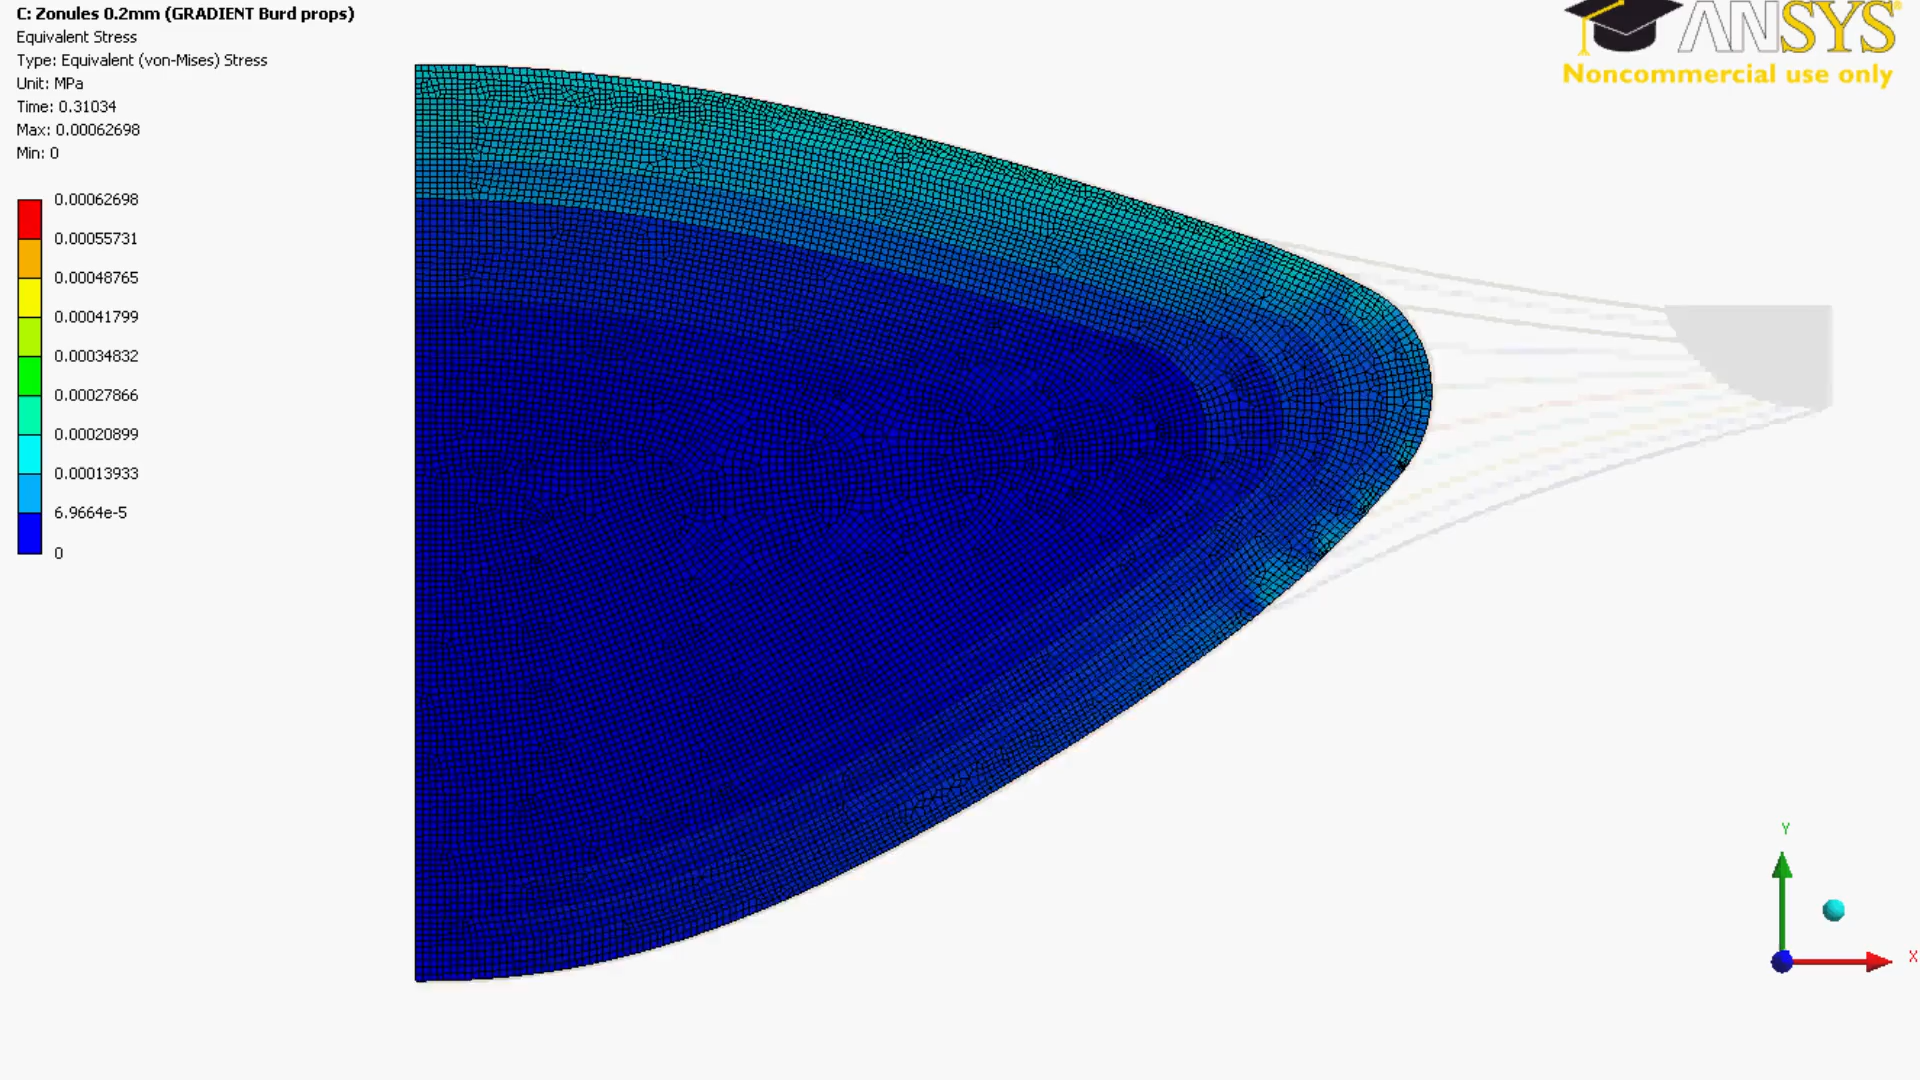 C: Zonules 0.2mm (GRADIENT Burd props)
Equivalent Stress
Type: Equivalent (von-Mises) Stress
Unit: MPa
Time: 0.31034
Max: 0.00062698
Min: 0
0.00062698
0.00055731
0.00048765
0.00041799
0.00034832
0.00027866
0.00020899
0.00013933
6.9664e-5
0
ANSYS
Noncommercial use only
Y
X